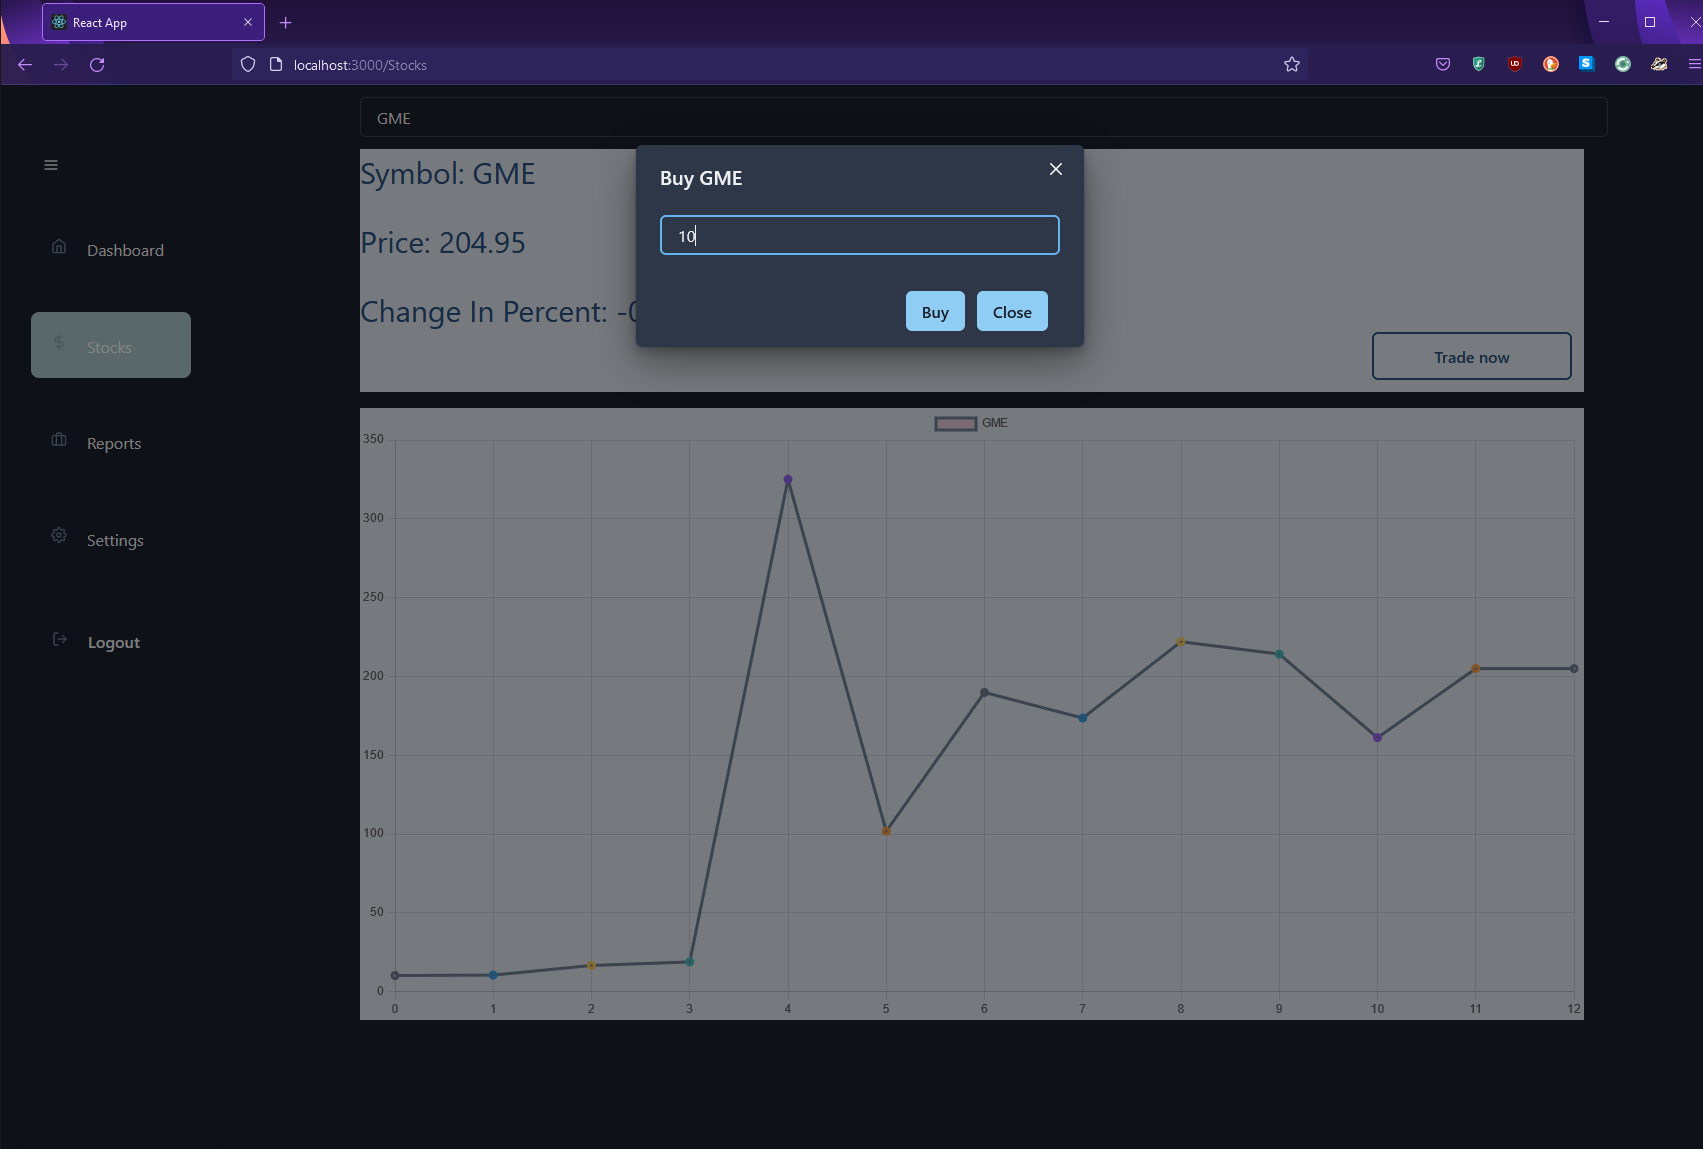 React App
localhost:3000/Stocks
GME
Symbol: GME
Price: 204.95
Change In Percent: -0
Trade now
Buy GME
10
Buy
Close
Dashboard
Stocks
Reports
Settings
Logout
GME
350
300
250
200
150
100
50
0
0 1 2 3 4 5 6 7 8 9 10 11 12